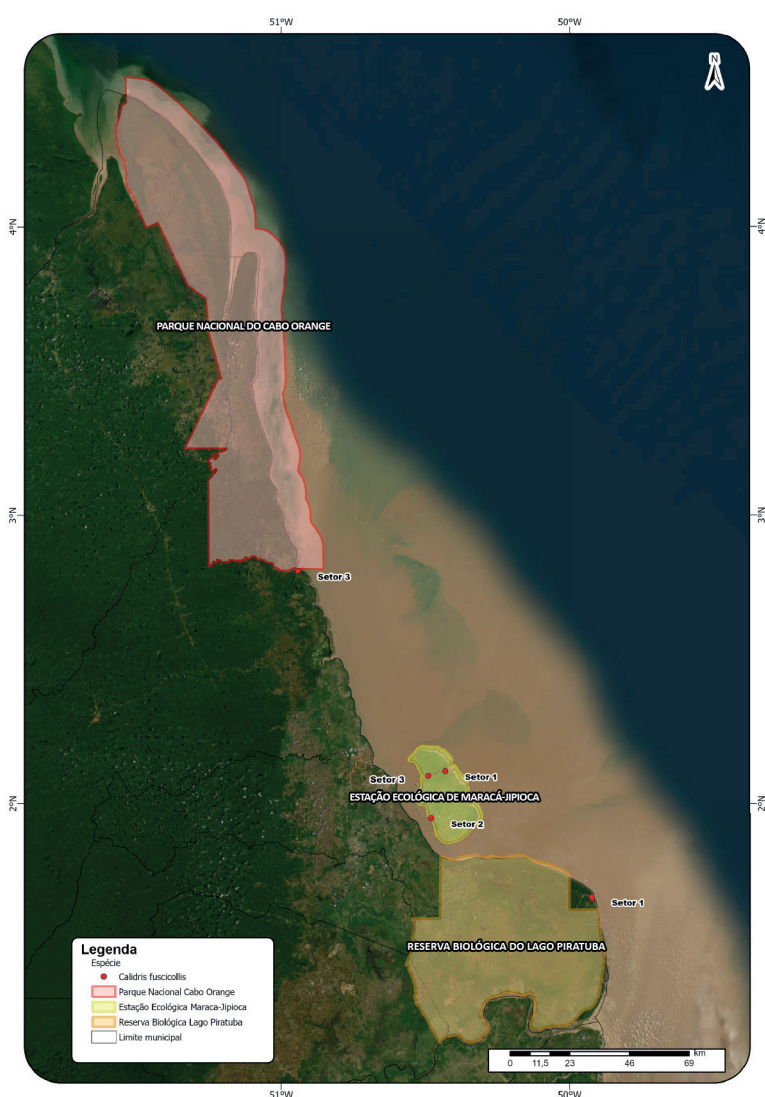 51°W
50°W
N
4°N
4°N
PARQUE NACIONAL DO CABO ORANGE
3°N
3°N
Setor 3
Setor 3
Setor 1
ESTAÇÃO ECOLÓGICA DE MARACÁ-JIPIOCA
2°N
2°N
Setor 2
Setor 1
RESERVA BIOLÓGICA DO LAGO PIRATUBA
Legenda
Espécie
Calidris fuscicollis
Parque Nacional Cabo Orange
Estação Ecológica Maraca-Jipioca
Reserva Biológica Lago Piratuba
Limite municipal
km
0 11,5 23 46 69
51°W
50°W